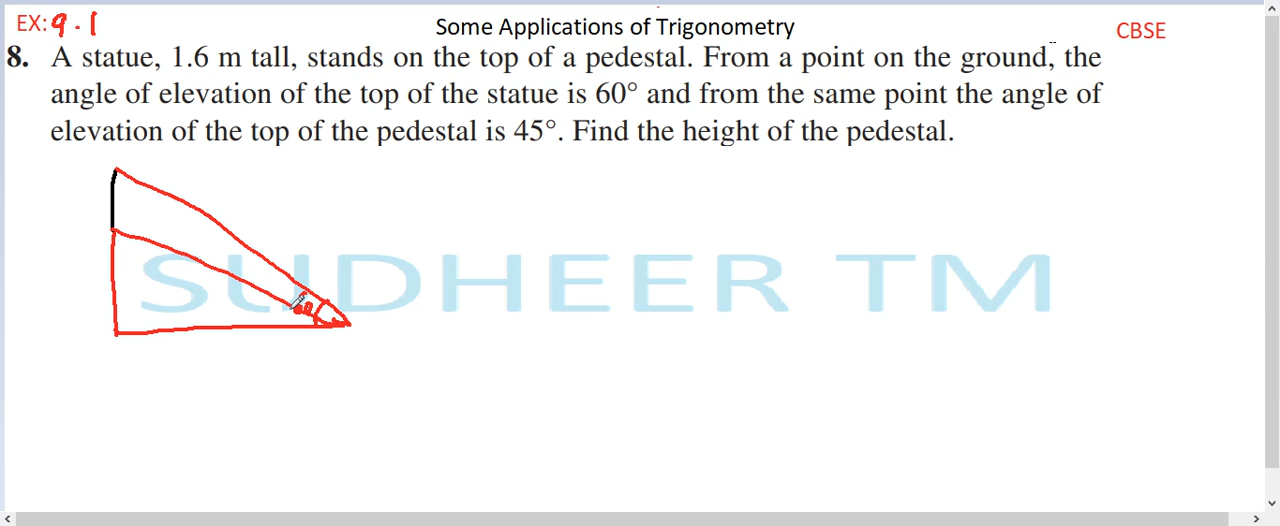 EX: 9.1
Some Applications of Trigonometry
CBSE
8. A statue, 1.6 m tall, stands on the top of a pedestal. From a point on the ground, the
angle of elevation of the top of the statue is 60° and from the same point the angle of
elevation of the top of the pedestal is 45°. Find the height of the pedestal.
SUDHEER TM